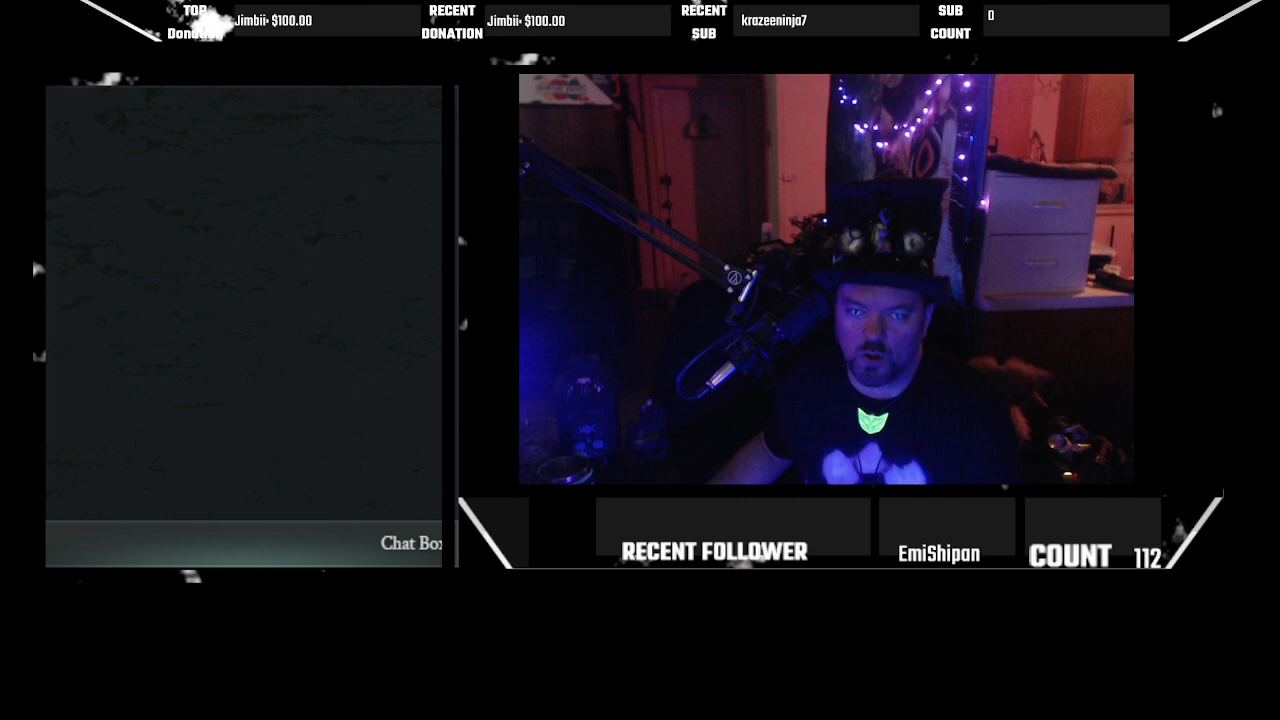 TOP
Jimbii: $100.00
RECENT
DONATION
Jimbii: $100.00
RECENT
SUB
krazeeninja7
SUB
COUNT
0
Chat Box
RECENT FOLLOWER
EmiShipan
COUNT
112